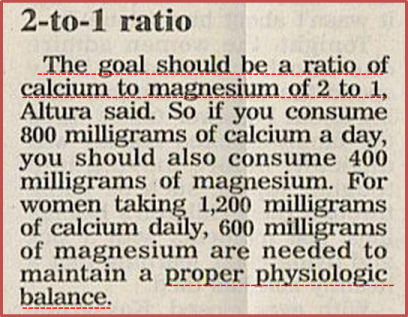 2-to-1 ratio
The goal should be a ratio of
calcium to magnesium of 2 to 1,
Altura said. So if you consume
800 milligrams of calcium a day,
you should also consume 400
milligrams of magnesium. For
women taking 1,200 milligrams
of calcium daily, 600 milligrams
of magnesium are needed to
maintain a proper physiologic
balance.